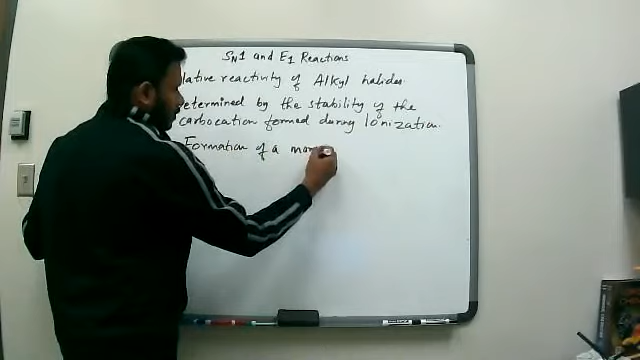 SN1 and E1 Reactions
lative reactivity of Alkyl halides
etermined by the stability of the
carbocation formed during Ionization.
Formation of a mor